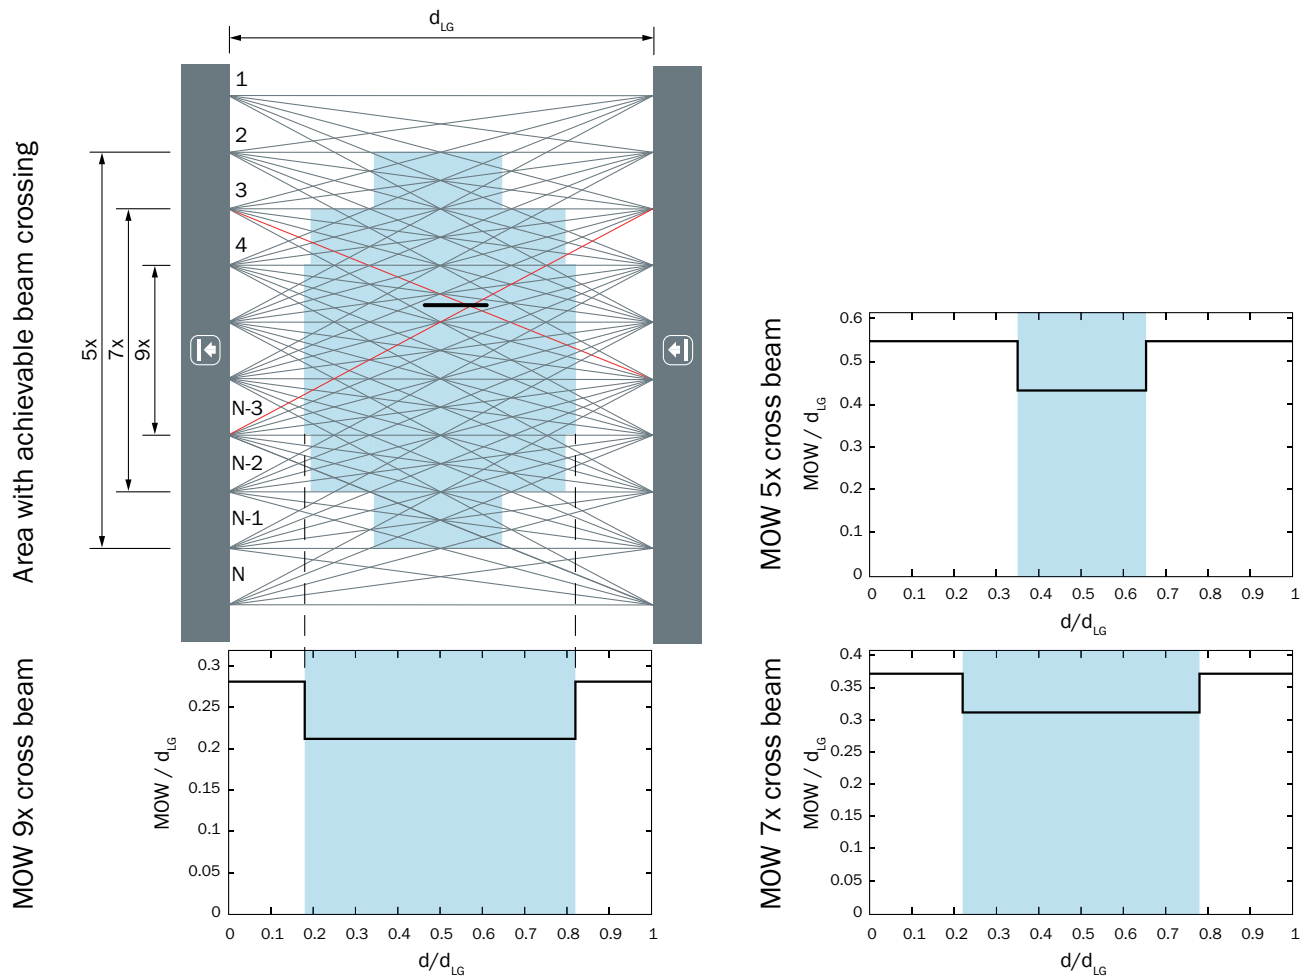 d_LG
Area with achievable beam crossing
5x
7x
9x
1
2
3
4
N-3
N-2
N-1
N
MOW 5x cross beam
MOW / d_LG
0.6
0.5
0.4
0.3
0.2
0.1
0
0 0.1 0.2 0.3 0.4 0.5 0.6 0.7 0.8 0.9 1
d/d_LG
MOW 9x cross beam
MOW / d_LG
0.3
0.25
0.2
0.15
0.1
0.05
0
0 0.1 0.2 0.3 0.4 0.5 0.6 0.7 0.8 0.9 1
d/d_LG
MOW 7x cross beam
MOW / d_LG
0.4
0.35
0.3
0.25
0.2
0.15
0.1
0.05
0
0 0.1 0.2 0.3 0.4 0.5 0.6 0.7 0.8 0.9 1
d/d_LG